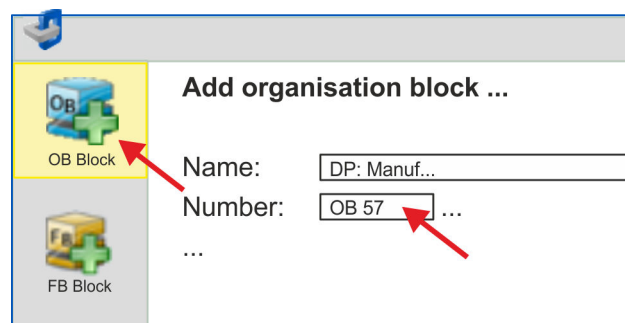 Add organisation block ...
OB
OB Block
Name: DP: Manuf...
Number: OB 57 ...
...
FB
FB Block